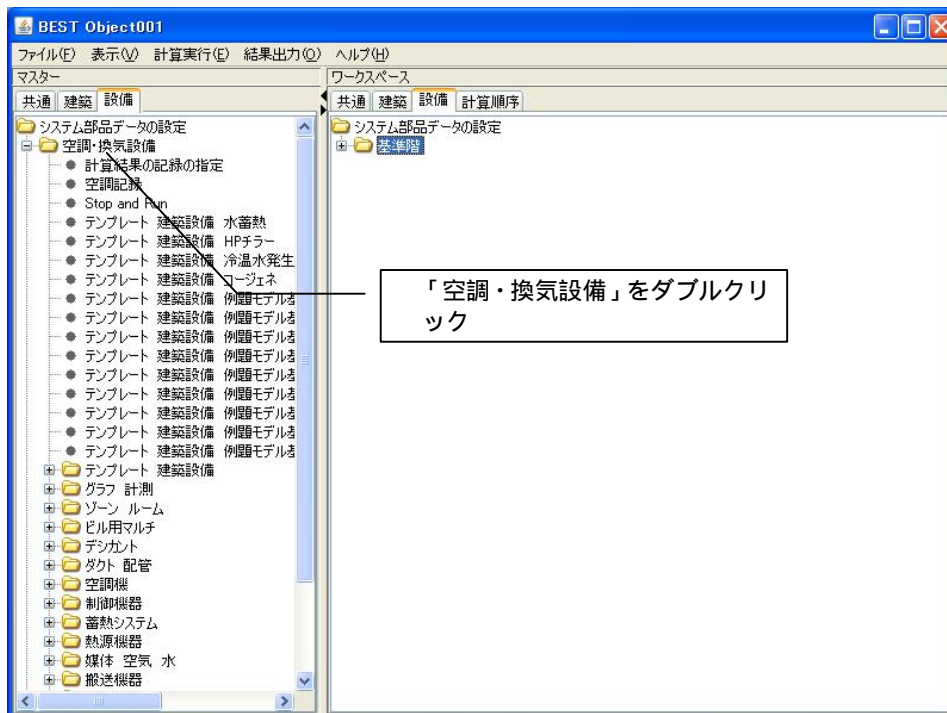 BEST Object001
ファイル(F) 表示(V) 計算実行(E) 結果出力(O) ヘルプ(H)
マスター
共通 建築 設備
システム部品データの設定
空調・換気設備
計算結果の記録の指定
空調記録
Stop and Run
テンプレート 建築設備 水蓄熱
テンプレート 建築設備 HPチラー
テンプレート 建築設備 冷温水発生
テンプレート 建築設備 コージェネ
テンプレート 建築設備 例題モデル基
テンプレート 建築設備 例題モデル基
テンプレート 建築設備 例題モデル基
テンプレート 建築設備 例題モデル基
テンプレート 建築設備 例題モデル基
テンプレート 建築設備 例題モデル基
テンプレート 建築設備 例題モデル基
テンプレート 建築設備 例題モデル基
テンプレート 建築設備 例題モデル基
テンプレート 建築設備
グラフ 計測
ゾーン ルーム
ビル用マルチ
デシカント
ダクト 配管
空調機
制御機器
蓄熱システム
熱源機器
媒体 空気 水
搬送機器
ワークスペース
共通 建築 設備 計算順序
システム部品データの設定
基準階
「空調・換気設備」をダブルクリ
ック